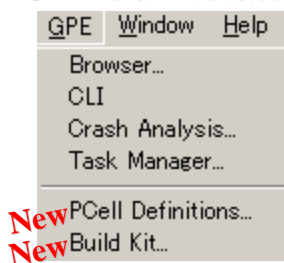 GPE Window Help
Browser...
CLI
Crash Analysis...
Task Manager...
New PCell Definitions...
New Build Kit...